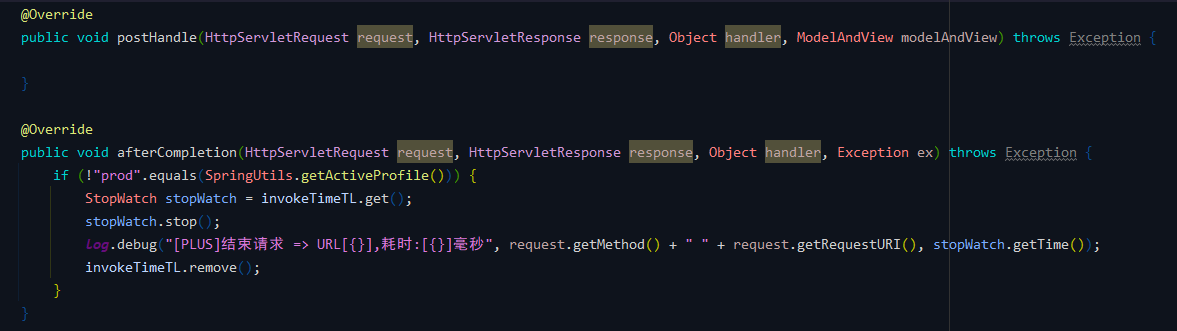 @Override
public void postHandle(HttpServletRequest request, HttpServletResponse response, Object handler, ModelAndView modelAndView) throws Exception {
}
@Override
public void afterCompletion(HttpServletRequest request, HttpServletResponse response, Object handler, Exception ex) throws Exception {
if (!"prod".equals(SpringUtils.getActiveProfile())) {
StopWatch stopWatch = invokeTimeTL.get();
stopWatch.stop();
log.debug("[PLUS]结束请求 => URL[{}],耗时:[{}]毫秒", request.getMethod() + " " + request.getRequestURI(), stopWatch.getTime());
invokeTimeTL.remove();
}
}